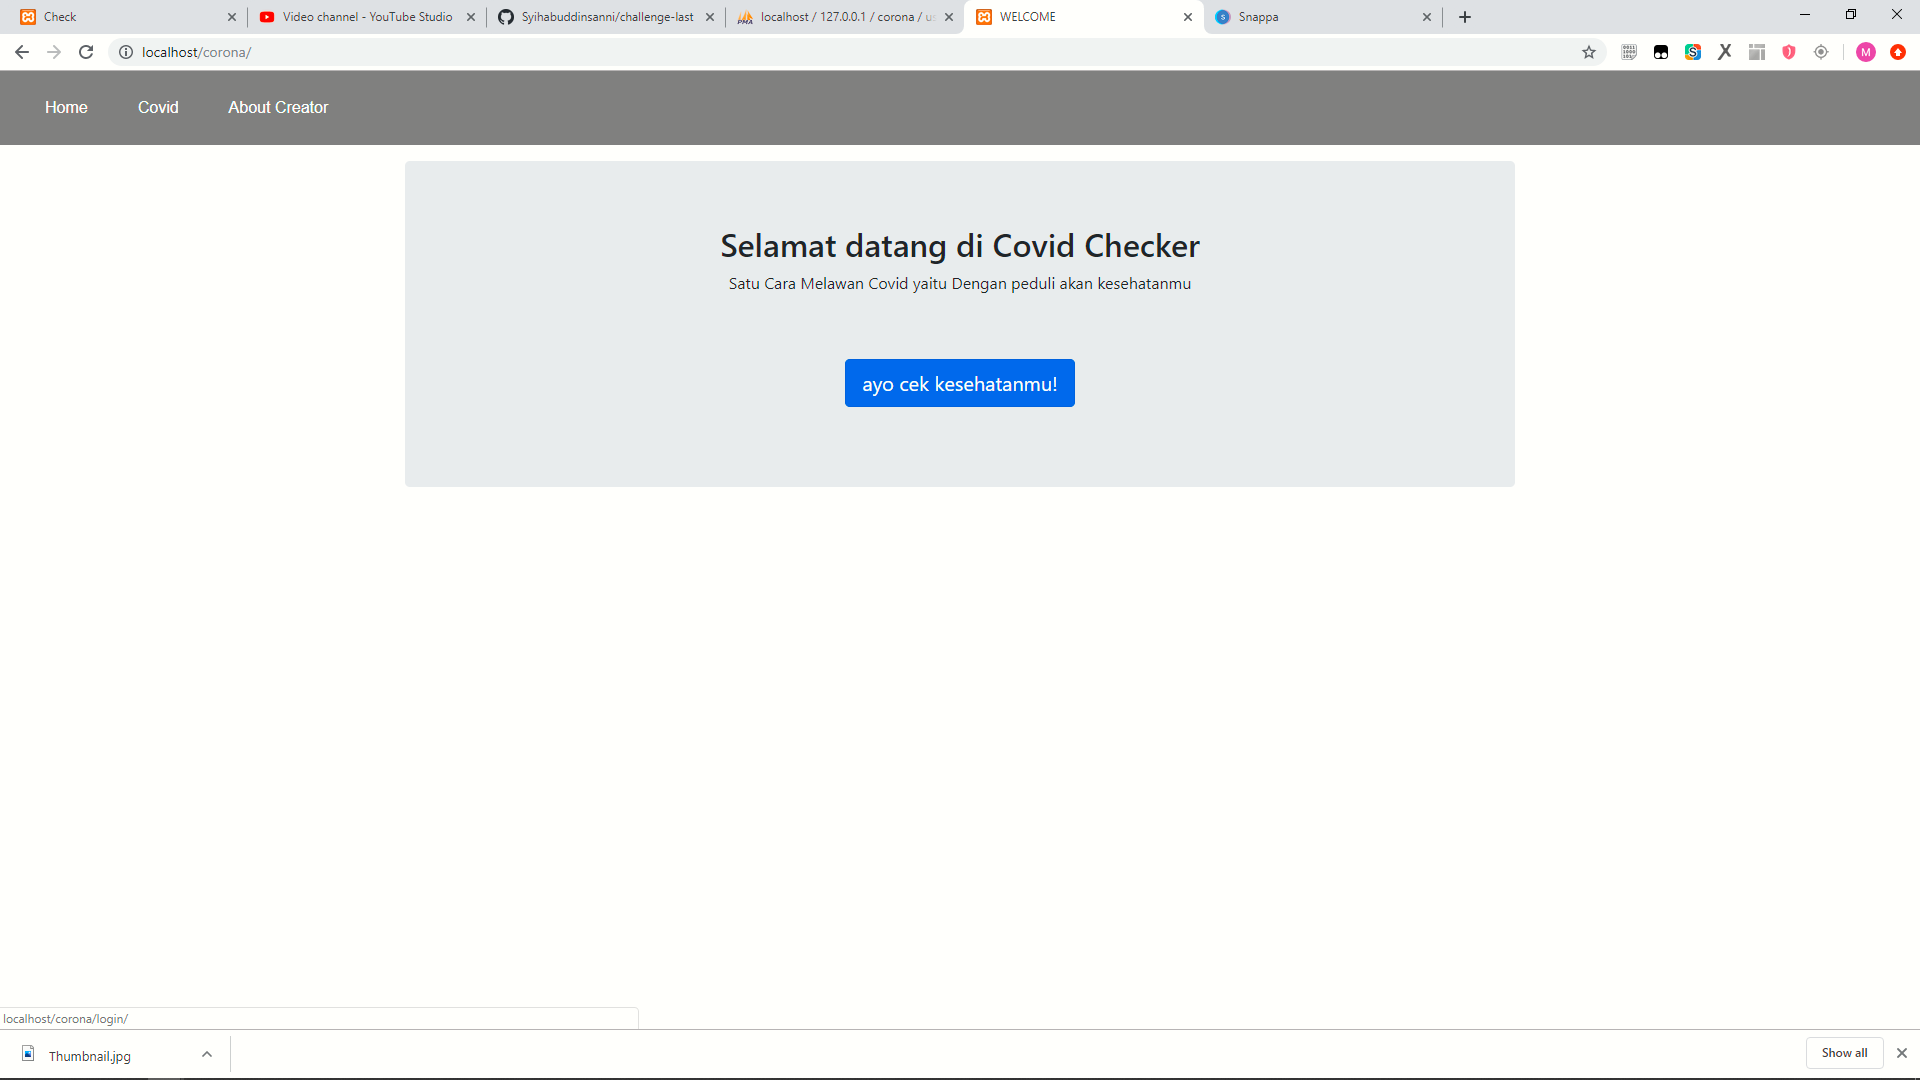 Check
Video channel - YouTube Studio
Syihabuddinsanni/challenge-last
localhost / 127.0.0.1 / corona / us
WELCOME
Snappa
localhost/corona/
M
Home
Covid
About Creator
Selamat datang di Covid Checker
Satu Cara Melawan Covid yaitu Dengan peduli akan kesehatanmu
ayo cek kesehatanmu!
localhost/corona/login/
Thumbnail.jpg
Show all